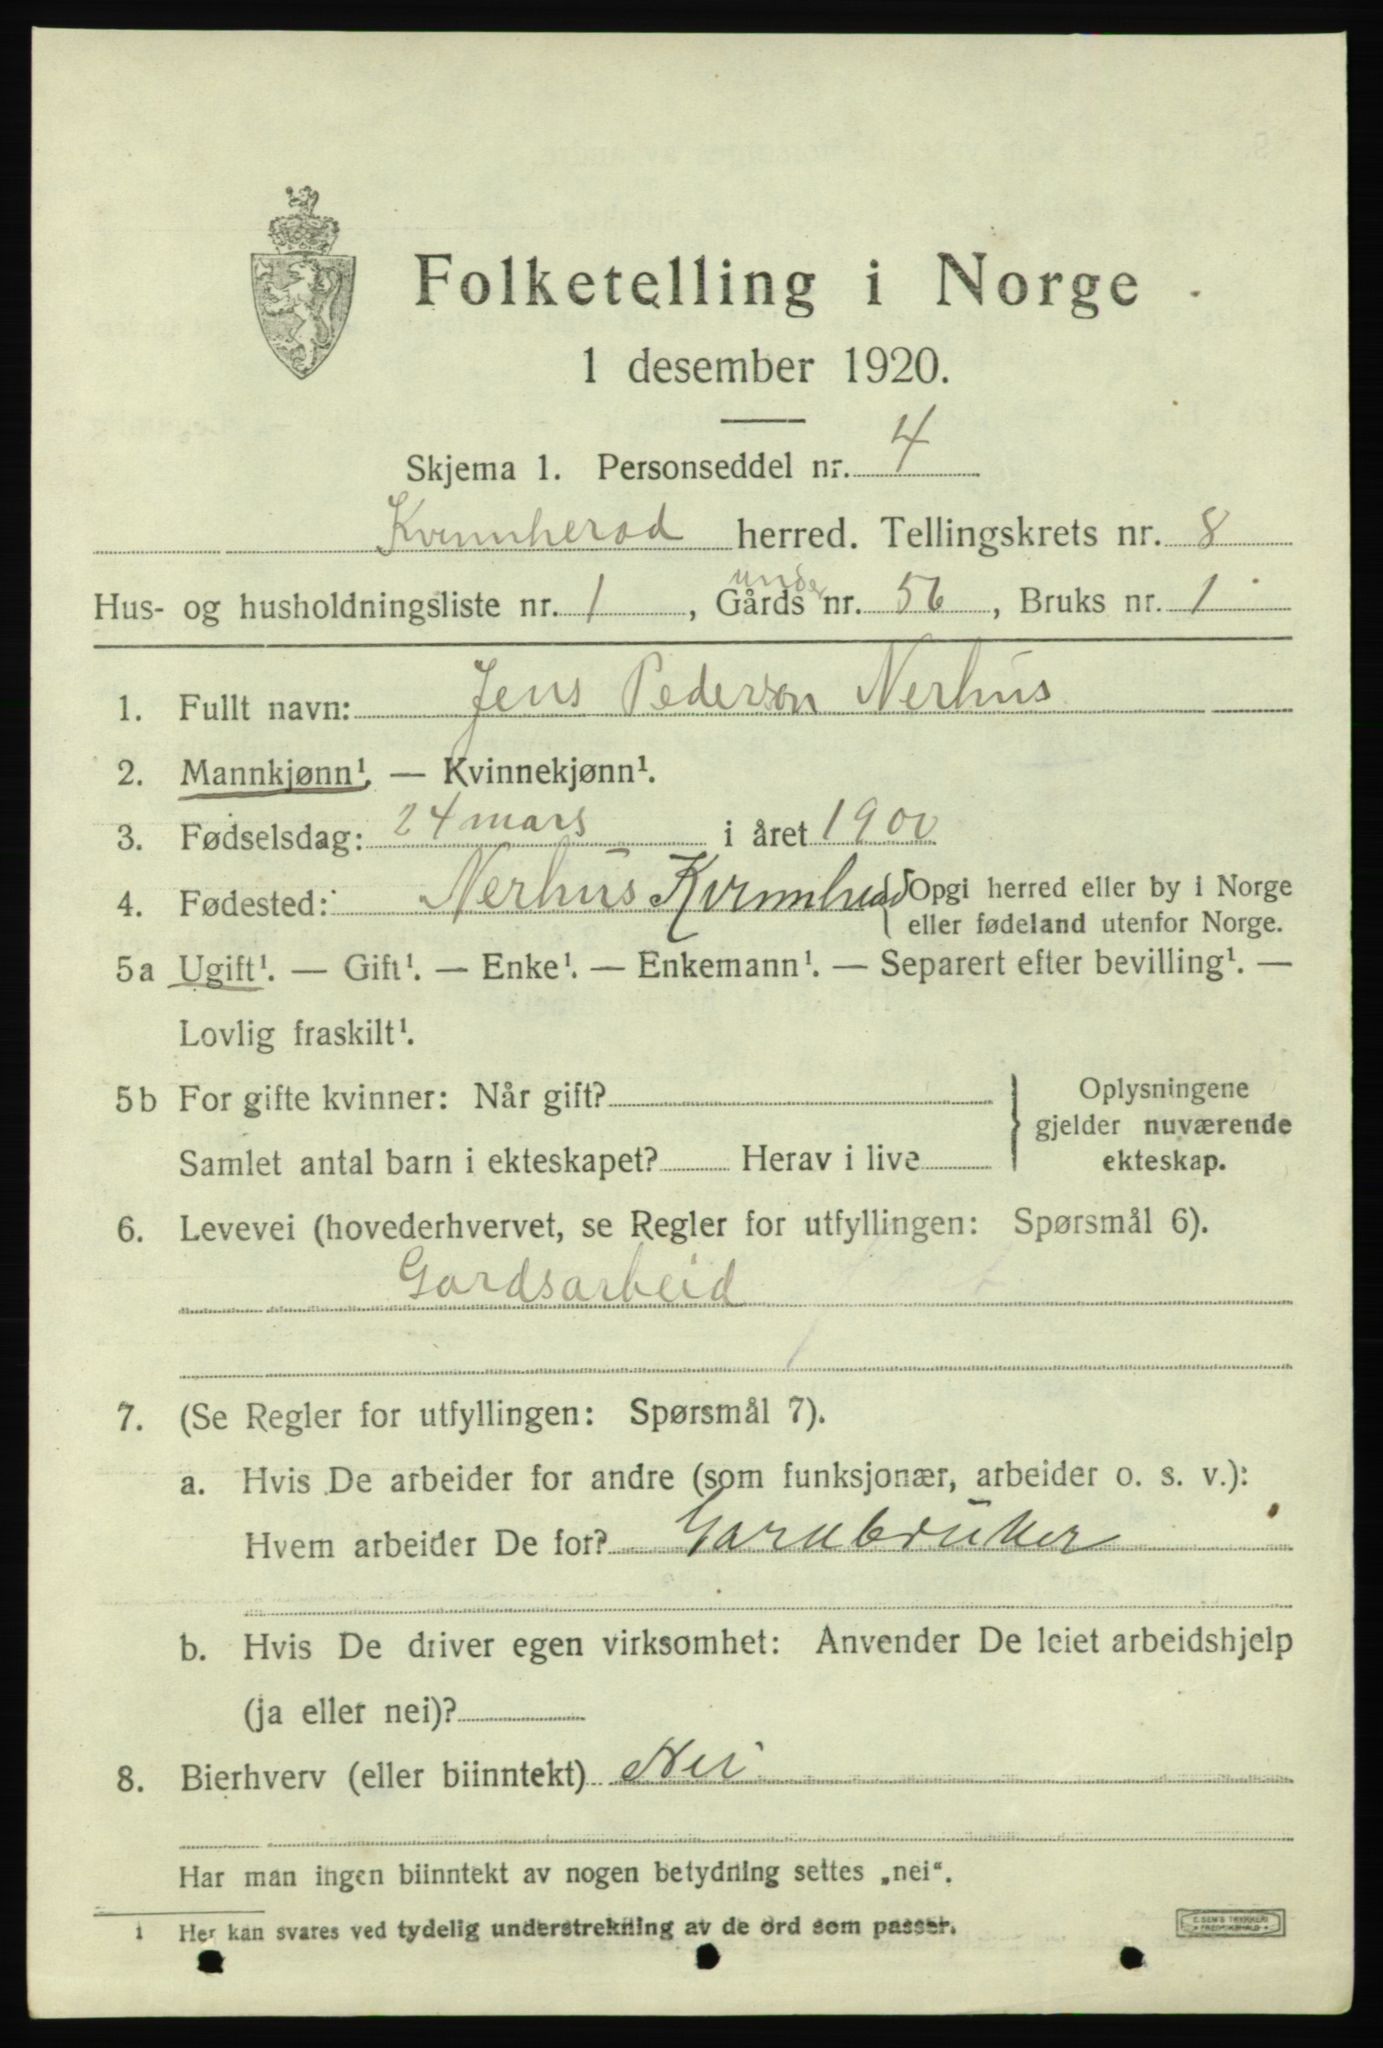 Folketelling i Norge
1 desember 1920.
Skjema 1. Personseddel nr. 4
Kvinnherad herred. Tellingskrets nr. 8
under
Hus- og husholdningsliste nr. 1, Gårds nr. 56, Bruks nr. 1
1. Fullt navn: Jens Pederson Nerhus
2. Mannkjønn¹. — Kvinnekjønn¹.
3. Fødselsdag: 24 mars i året 1900
4. Fødested: Nerhus Kvinnherad {Opgi herred eller by i Norge
eller fødeland utenfor Norge.
5a Ugift¹. — Gift¹. — Enke¹. — Enkemann¹. — Separert efter bevilling¹. —
Lovlig fraskilt¹.
5b For gifte kvinner: Når gift?
Samlet antal barn i ekteskapet? Herav i live
} Oplysningene
gjelder nuværende
ekteskap.
6. Levevei (hovederhvervet, se Regler for utfyllingen: Spørsmål 6).
Gardsarbeid
7. (Se Regler for utfyllingen: Spørsmål 7).
a. Hvis De arbeider for andre (som funksjonær, arbeider o. s. v.):
Hvem arbeider De for? Gardbruker
b. Hvis De driver egen virksomhet: Anvender De leiet arbeidshjelp
(ja eller nei)?
8. Bierhverv (eller biinntekt) Nei
Har man ingen biinntekt av nogen betydning settes „nei“.
1 Her kan svares ved tydelig understrekning av de ord som passer.